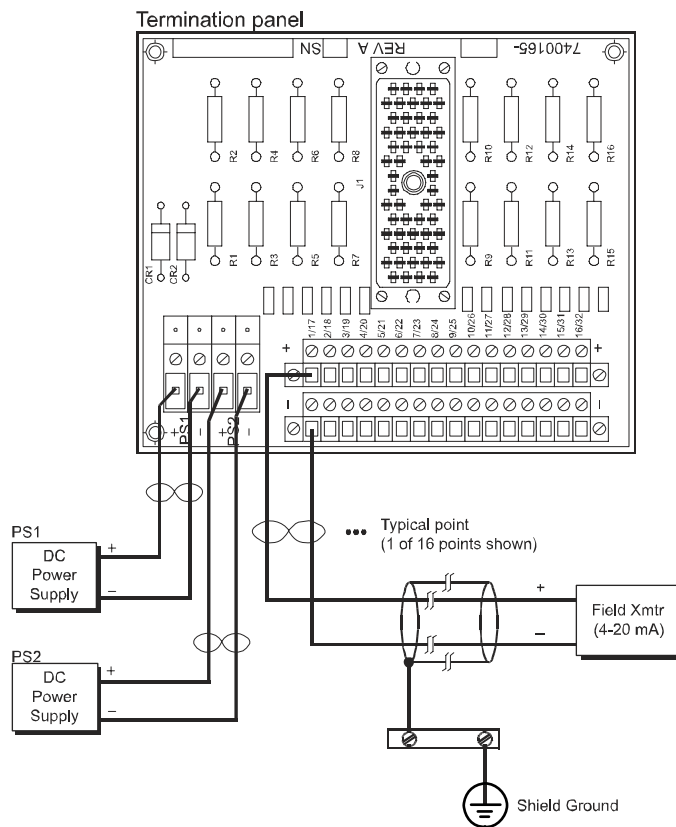 Termination panel
SN
REV A
7400165-
R2
R4
R6
R8
R10
R12
R14
R16
J1
R1
R3
R5
R7
R9
R11
R13
R15
CR1
CR2
1/17
2/18
3/19
4/20
5/21
6/22
7/23
8/24
9/25
10/26
11/27
12/28
13/29
14/30
15/31
16/32
+
+
–
–
+
–
+
–
PS1
PS2
PS1
DC
Power
Supply
+
–
PS2
DC
Power
Supply
+
–
••• Typical point
(1 of 16 points shown)
+
–
Field Xmtr
(4-20 mA)
Shield Ground